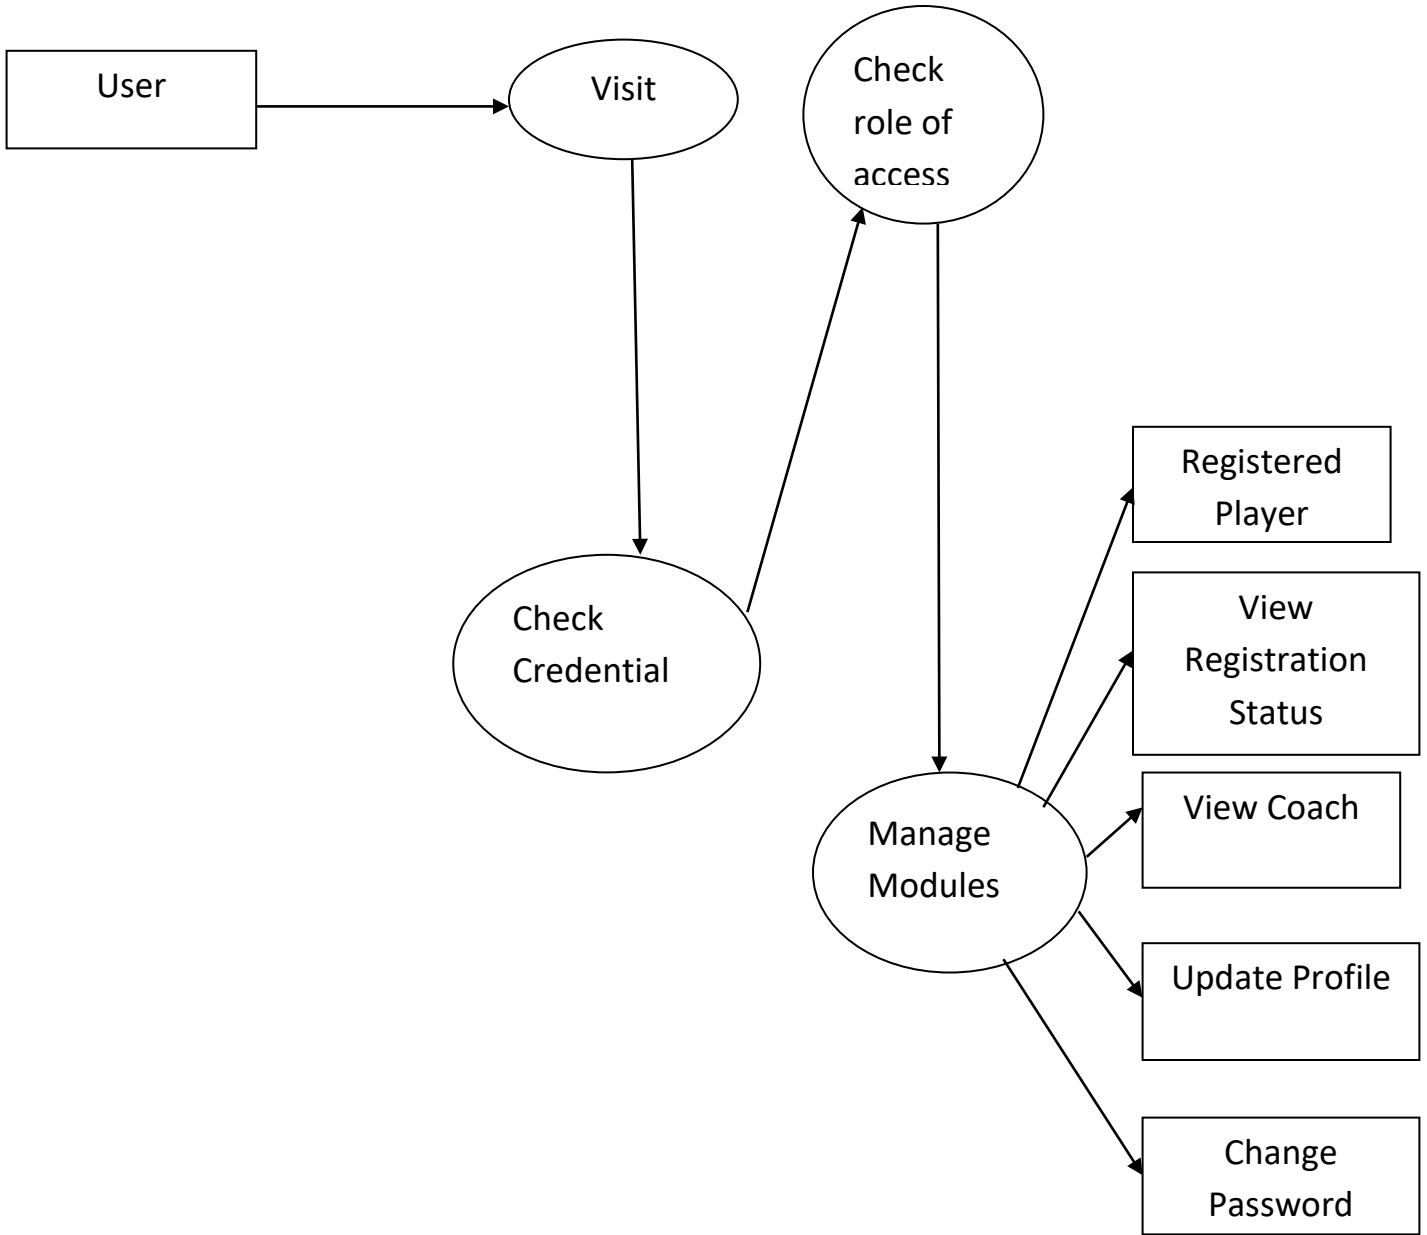 User
Visit
Check
role of
access
Check
Credential
Registered
Player
View
Registration
Status
Manage
Modules
View Coach
Update Profile
Change
Password